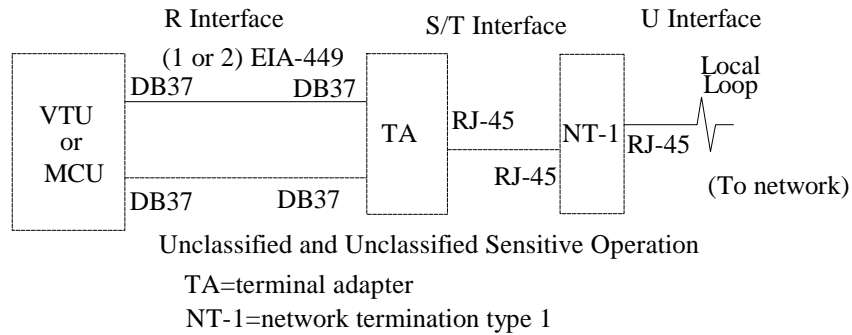 R Interface
S/T Interface
U Interface
(1 or 2) EIA-449
DB37
DB37
VTU
or
MCU
TA
RJ-45
RJ-45
NT-1
RJ-45
Local
Loop
(To network)
DB37
DB37
Unclassified and Unclassified Sensitive Operation
TA=terminal adapter
NT-1=network termination type 1